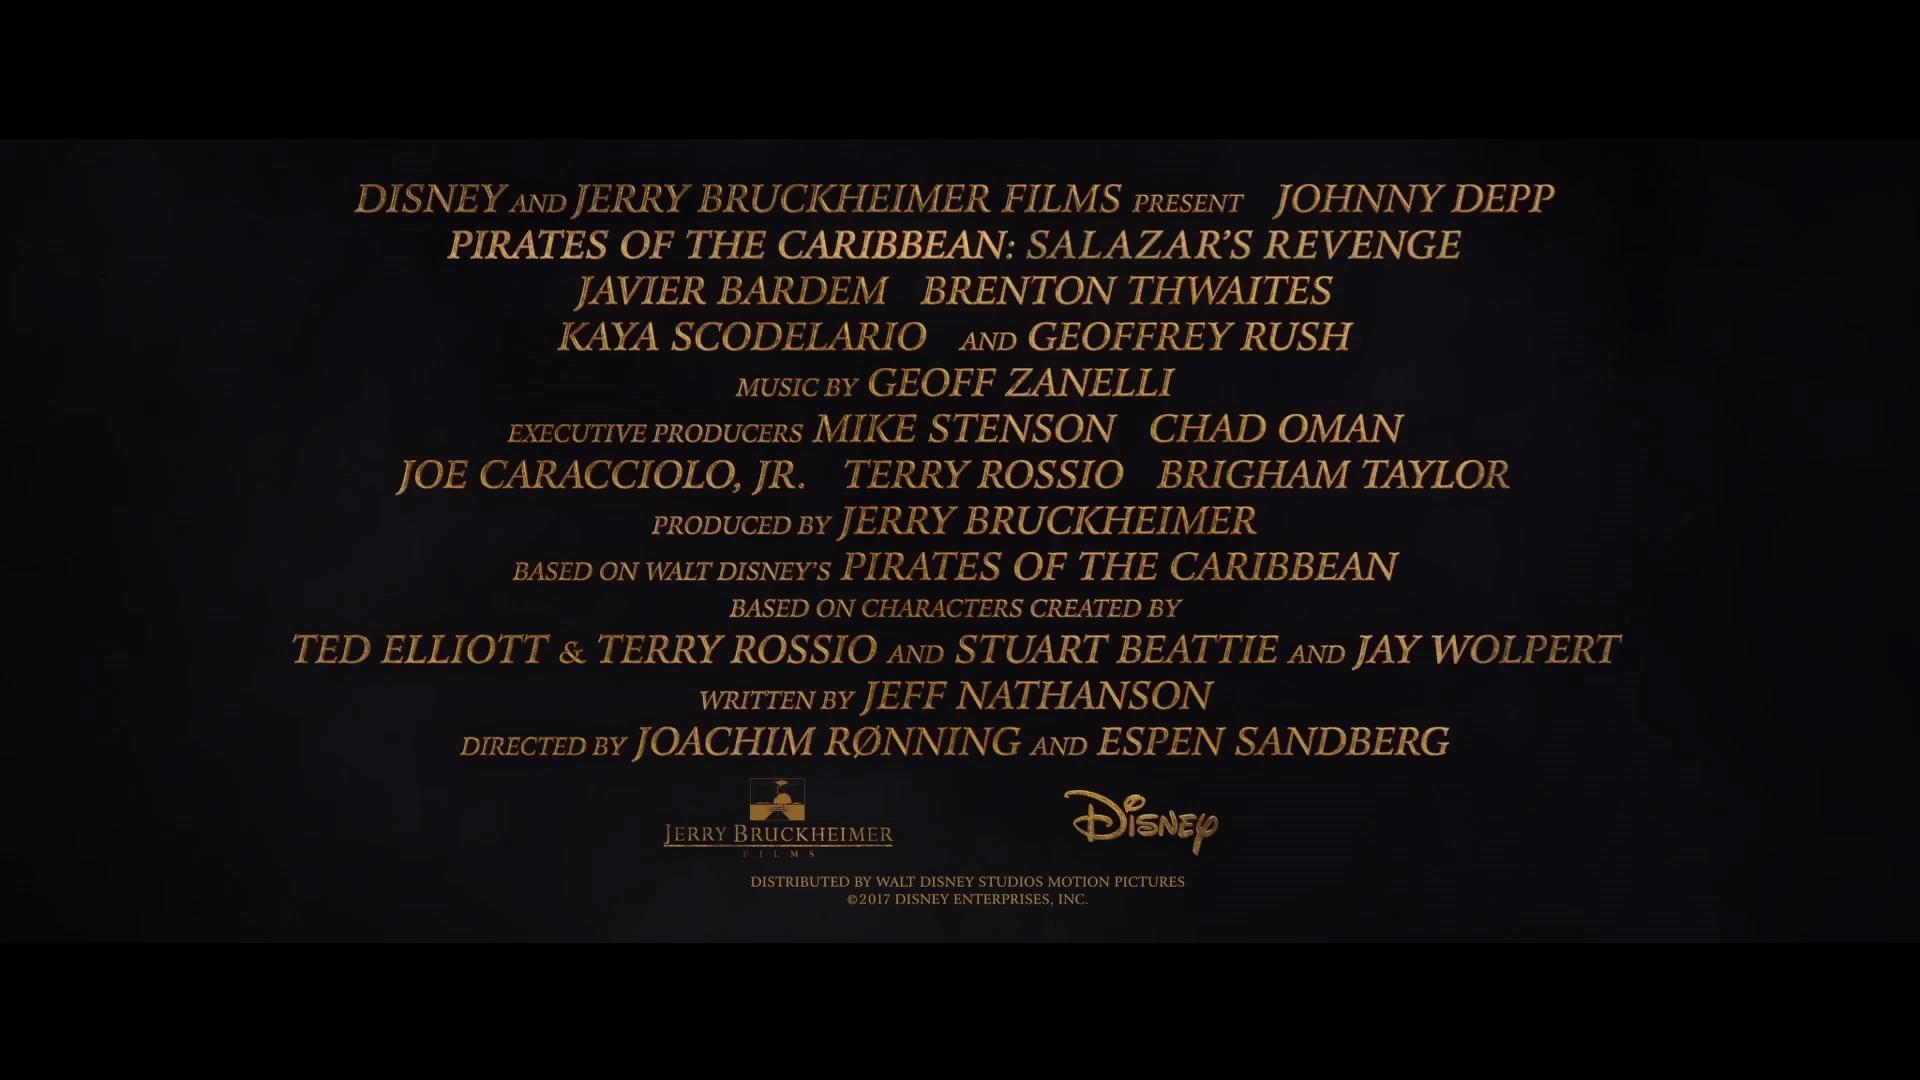 DISNEY AND JERRY BRUCKHEIMER FILMS PRESENT JOHNNY DEPP
PIRATES OF THE CARIBBEAN: SALAZAR'S REVENGE
JAVIER BARDEM BRENTON THWAITES
KAYA SCODELARIO AND GEOFFREY RUSH
MUSIC BY GEOFF ZANELLI
EXECUTIVE PRODUCERS MIKE STENSON CHAD OMAN
JOE CARACCIOLO, JR. TERRY ROSSIO BRIGHAM TAYLOR
PRODUCED BY JERRY BRUCKHEIMER
BASED ON WALT DISNEY'S PIRATES OF THE CARIBBEAN
BASED ON CHARACTERS CREATED BY
TED ELLIOTT & TERRY ROSSIO AND STUART BEATTIE AND JAY WOLPERT
WRITTEN BY JEFF NATHANSON
DIRECTED BY JOACHIM RØNNING AND ESPEN SANDBERG
JERRY BRUCKHEIMER
FILMS
DISNEY
DISTRIBUTED BY WALT DISNEY STUDIOS MOTION PICTURES
©2017 DISNEY ENTERPRISES, INC.